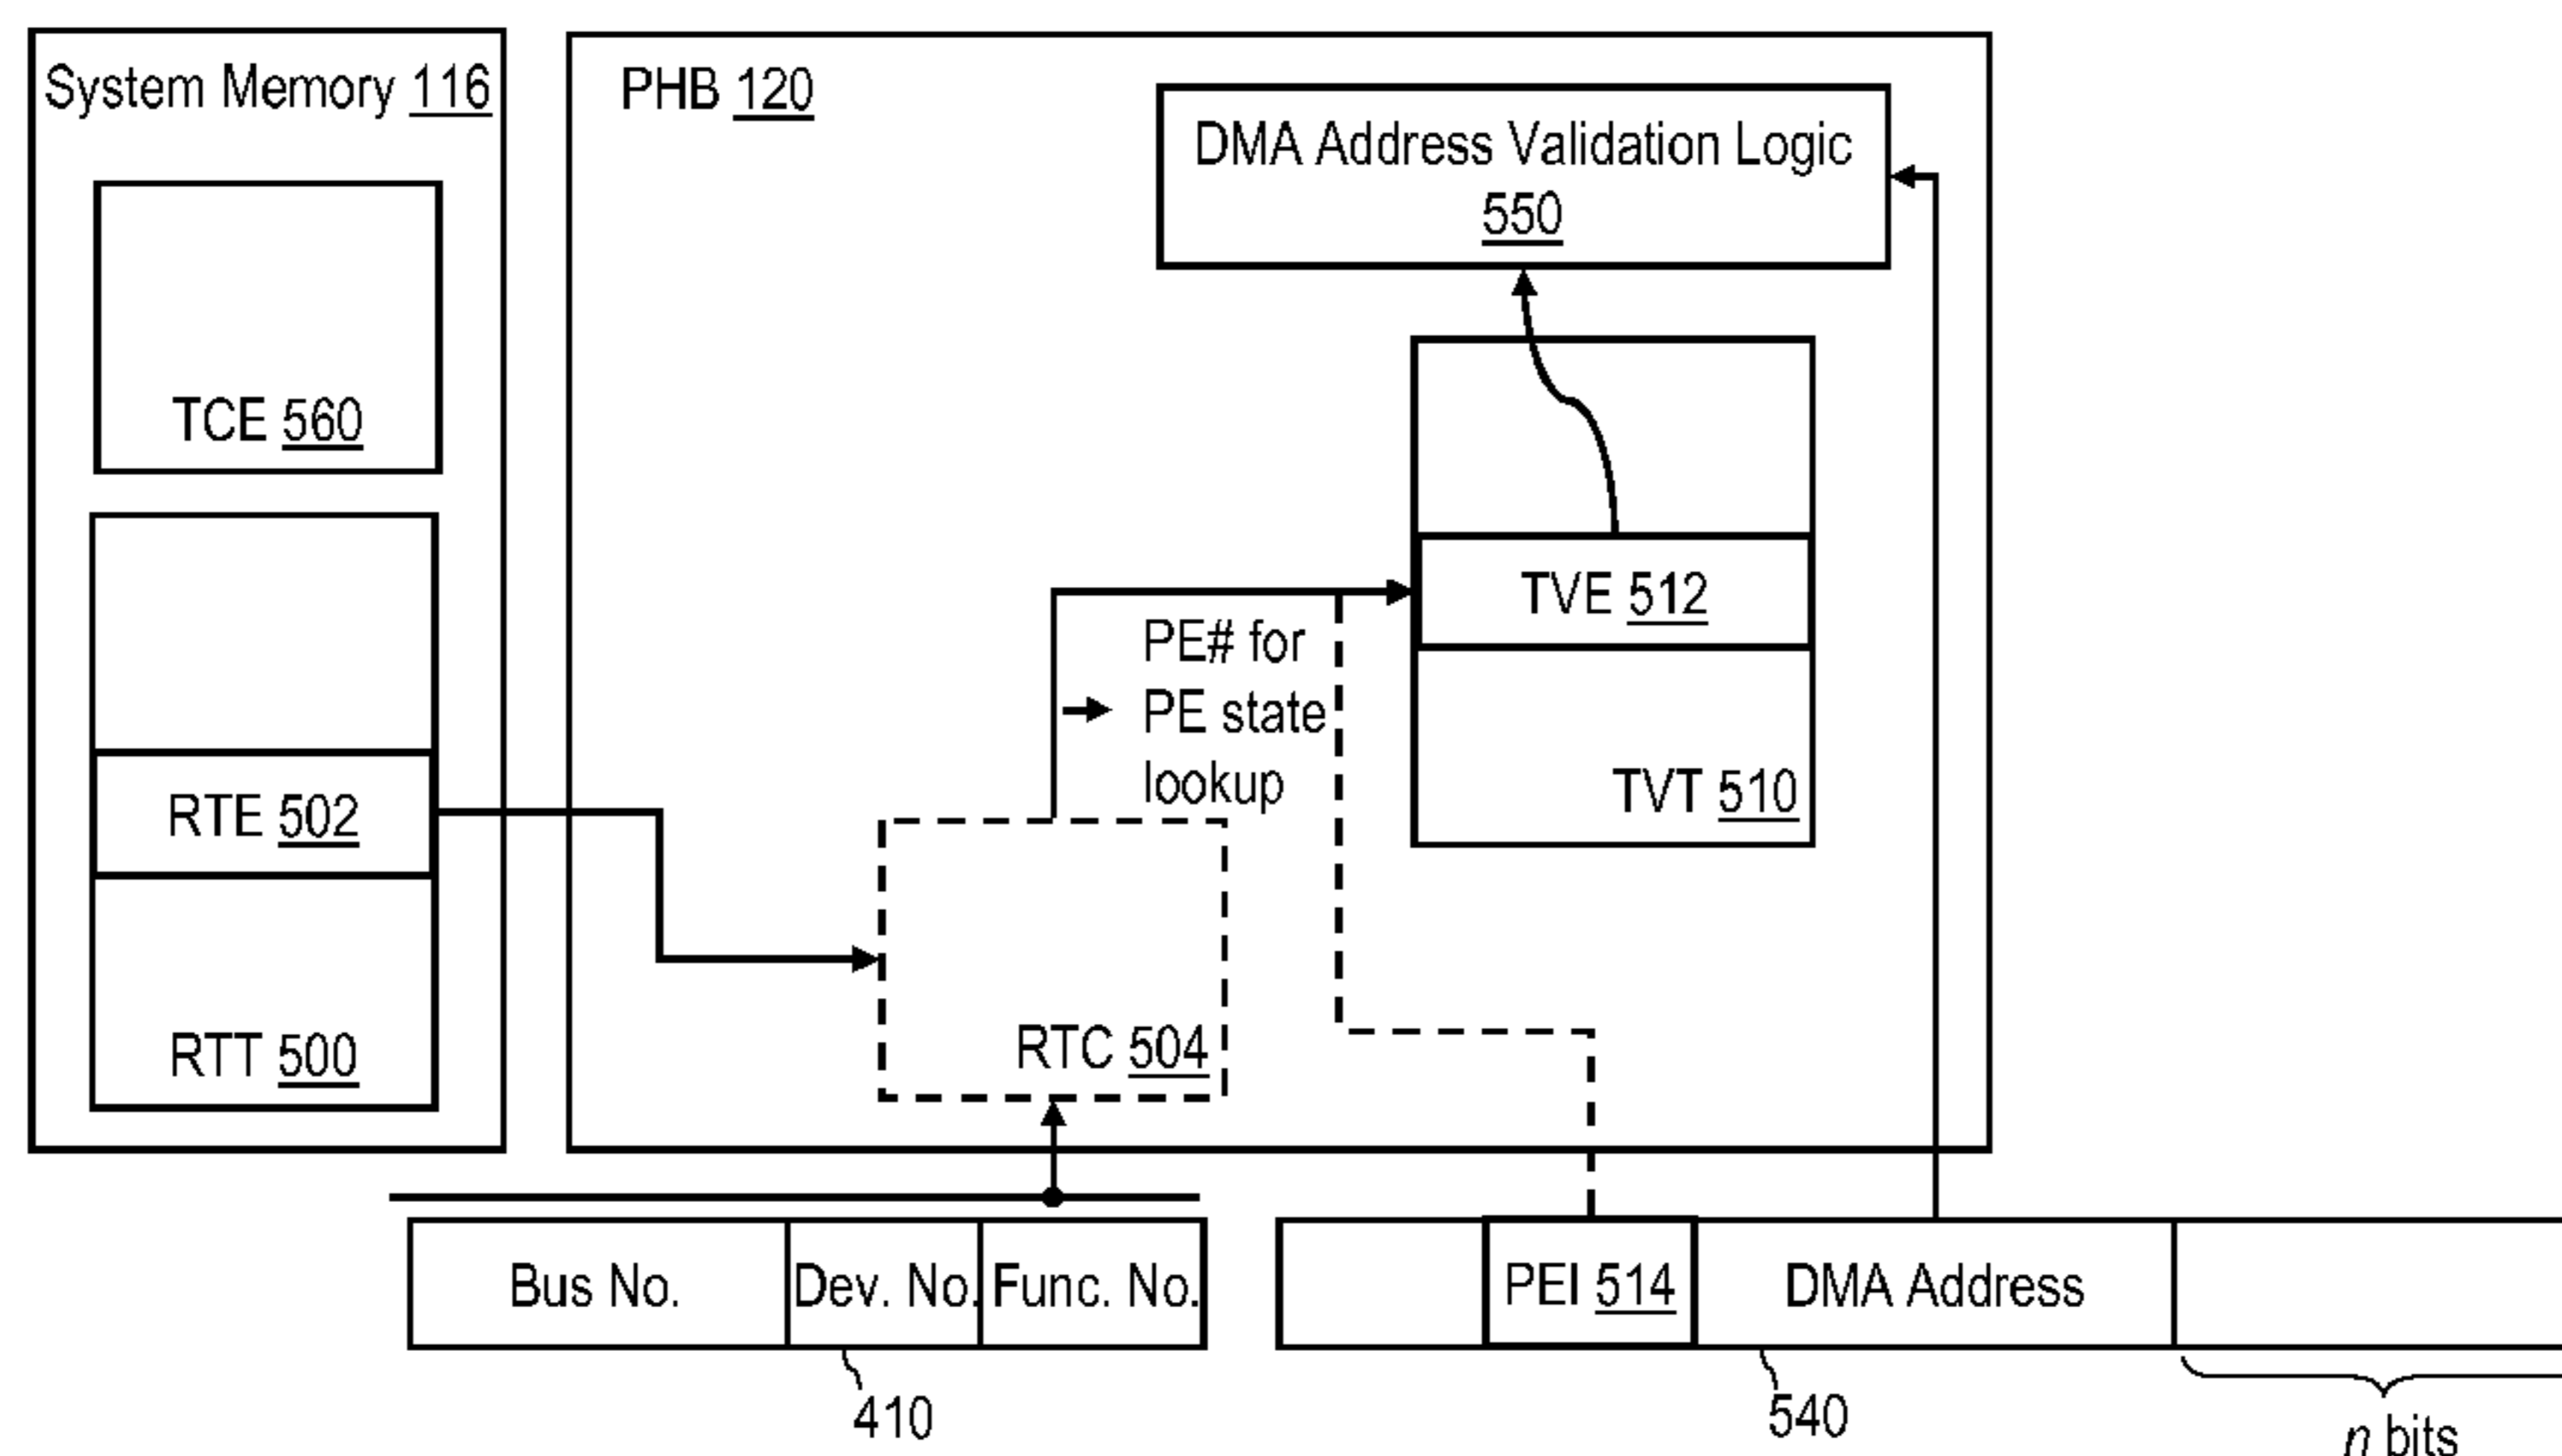 System Memory 116
TCE 560
RTE 502
RTT 500
PHB 120
DMA Address Validation Logic
550
TVE 512
TVT 510
PE# for
PE state
lookup
RTC 504
Bus No.
Dev. No.
Func. No.
410
PEI 514
DMA Address
540
n bits